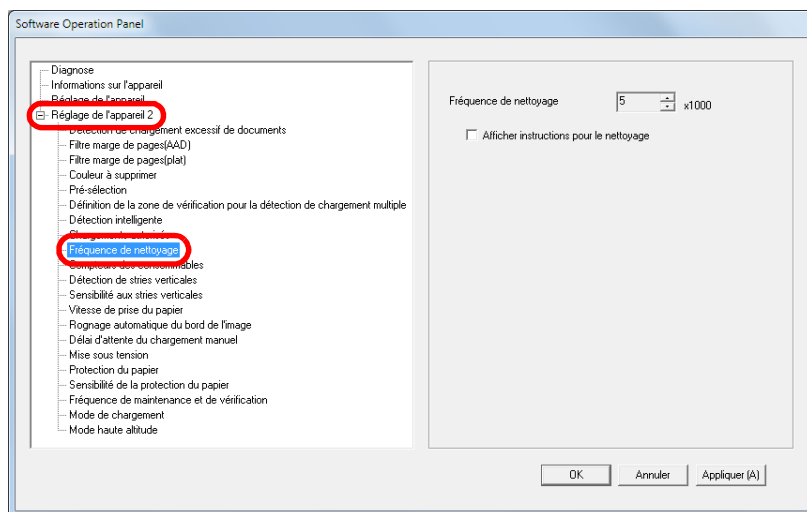 Software Operation Panel
Diagnose
Informations sur l'appareil
Réglage de l'appareil
Réglage de l'appareil 2
Détection de chargement excessif de documents
Filtre marge de pages(AAD)
Filtre marge de pages(plat)
Couleur à supprimer
Pré-sélection
Définition de la zone de vérification pour la détection de chargement multiple
Détection intelligente
Chargements autorisés
Fréquence de nettoyage
Compteurs des consommables
Détection de stries verticales
Sensibilité aux stries verticales
Vitesse de prise du papier
Rognage automatique du bord de l'image
Délai d'attente du chargement manuel
Mise sous tension
Protection du papier
Sensibilité de la protection du papier
Fréquence de maintenance et de vérification
Mode de chargement
Mode haute altitude
Fréquence de nettoyage 5 x1000
Afficher instructions pour le nettoyage
OK Annuler Appliquer (A)